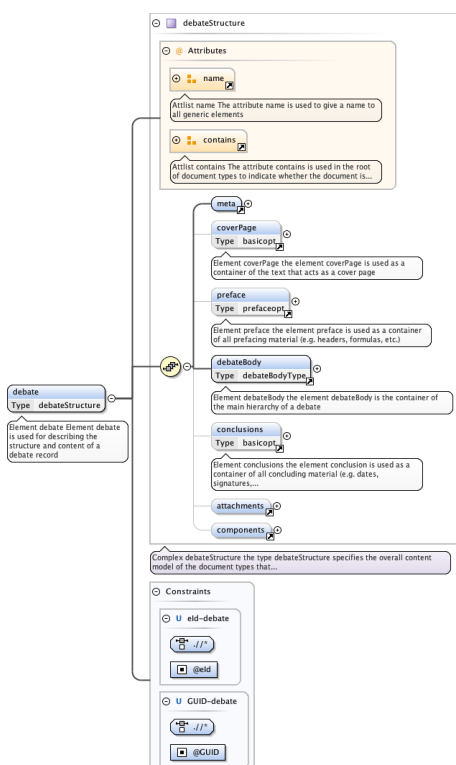 debateStructure
@ Attributes
name
Attlist name The attribute name is used to give a name to
all generic elements
contains
Attlist contains The attribute contains is used in the root
of document types to indicate whether the document is...
meta
coverPage
Type basicopt
Element coverPage the element coverPage is used as a
container of the text that acts as a cover page
preface
Type prefaceopt
Element preface the element preface is used as a container
of all prefacing material (e.g. headers, formulas, etc.)
debateBody
Type debateBodyType
Element debateBody the element debateBody is the container of
the main hierarchy of a debate
debate
Type debateStructure
Element debate Element debate
is used for describing the
structure and content of a
debate record
conclusions
Type basicopt
Element conclusions the element conclusion is used as a
container of all concluding material (e.g. dates,
signatures,...
attachments
components
Complex debateStructure the type debateStructure specifies the overall content
model of the document types that...
Constraints
U eId-debate
.//*
@eId
U GUID-debate
.//*
@GUID